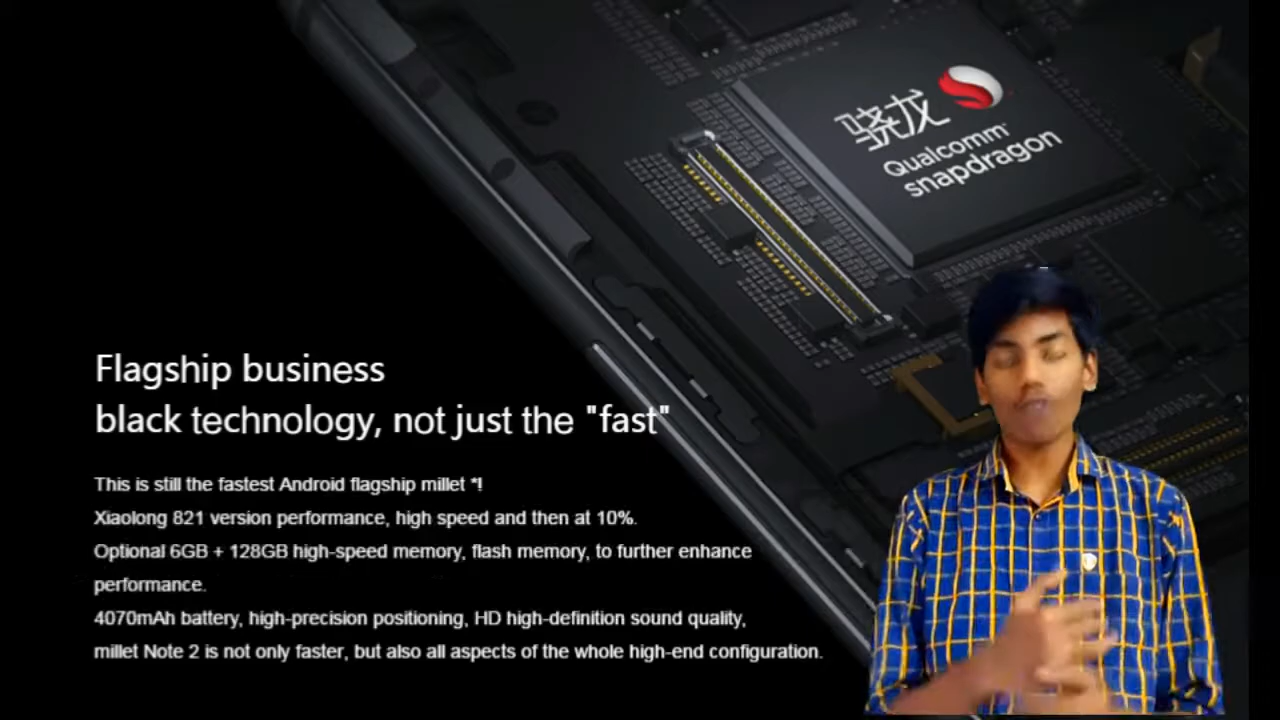 骁龙
Qualcomm
snapdragon
Flagship business
black technology, not just the "fast"
This is still the fastest Android flagship millet *!
Xiaolong 821 version performance, high speed and then at 10%.
Optional 6GB + 128GB high-speed memory, flash memory, to further enhance
performance.
4070mAh battery, high-precision positioning, HD high-definition sound quality,
millet Note 2 is not only faster, but also all aspects of the whole high-end configuration.